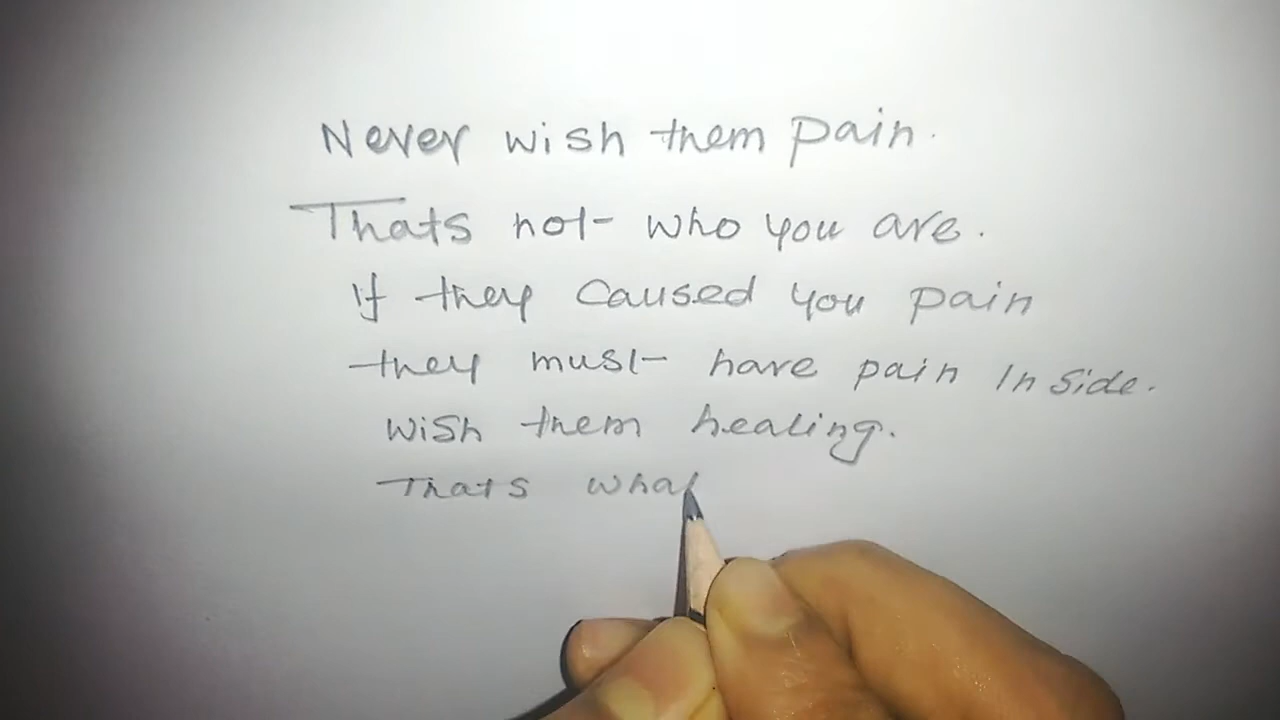 Never wish them pain.
Thats not who you are.
If they caused you pain
they must have pain Inside.
Wish them healing.
Thats what